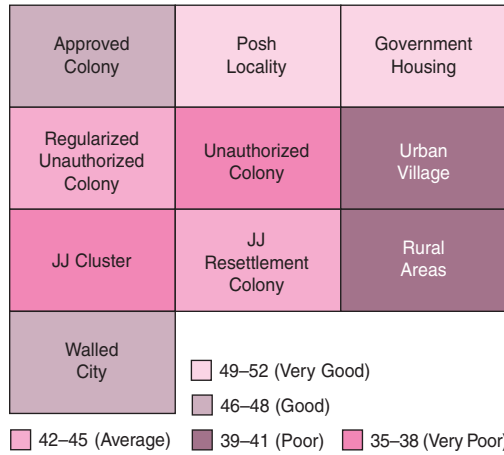 Approved
Colony
Posh
Locality
Government
Housing
Regularized
Unauthorized
Colony
Unauthorized
Colony
Urban
Village
JJ Cluster
JJ
Resettlement
Colony
Rural
Areas
Walled
City
49–52 (Very Good)
46–48 (Good)
42–45 (Average)
39–41 (Poor)
35–38 (Very Poor)